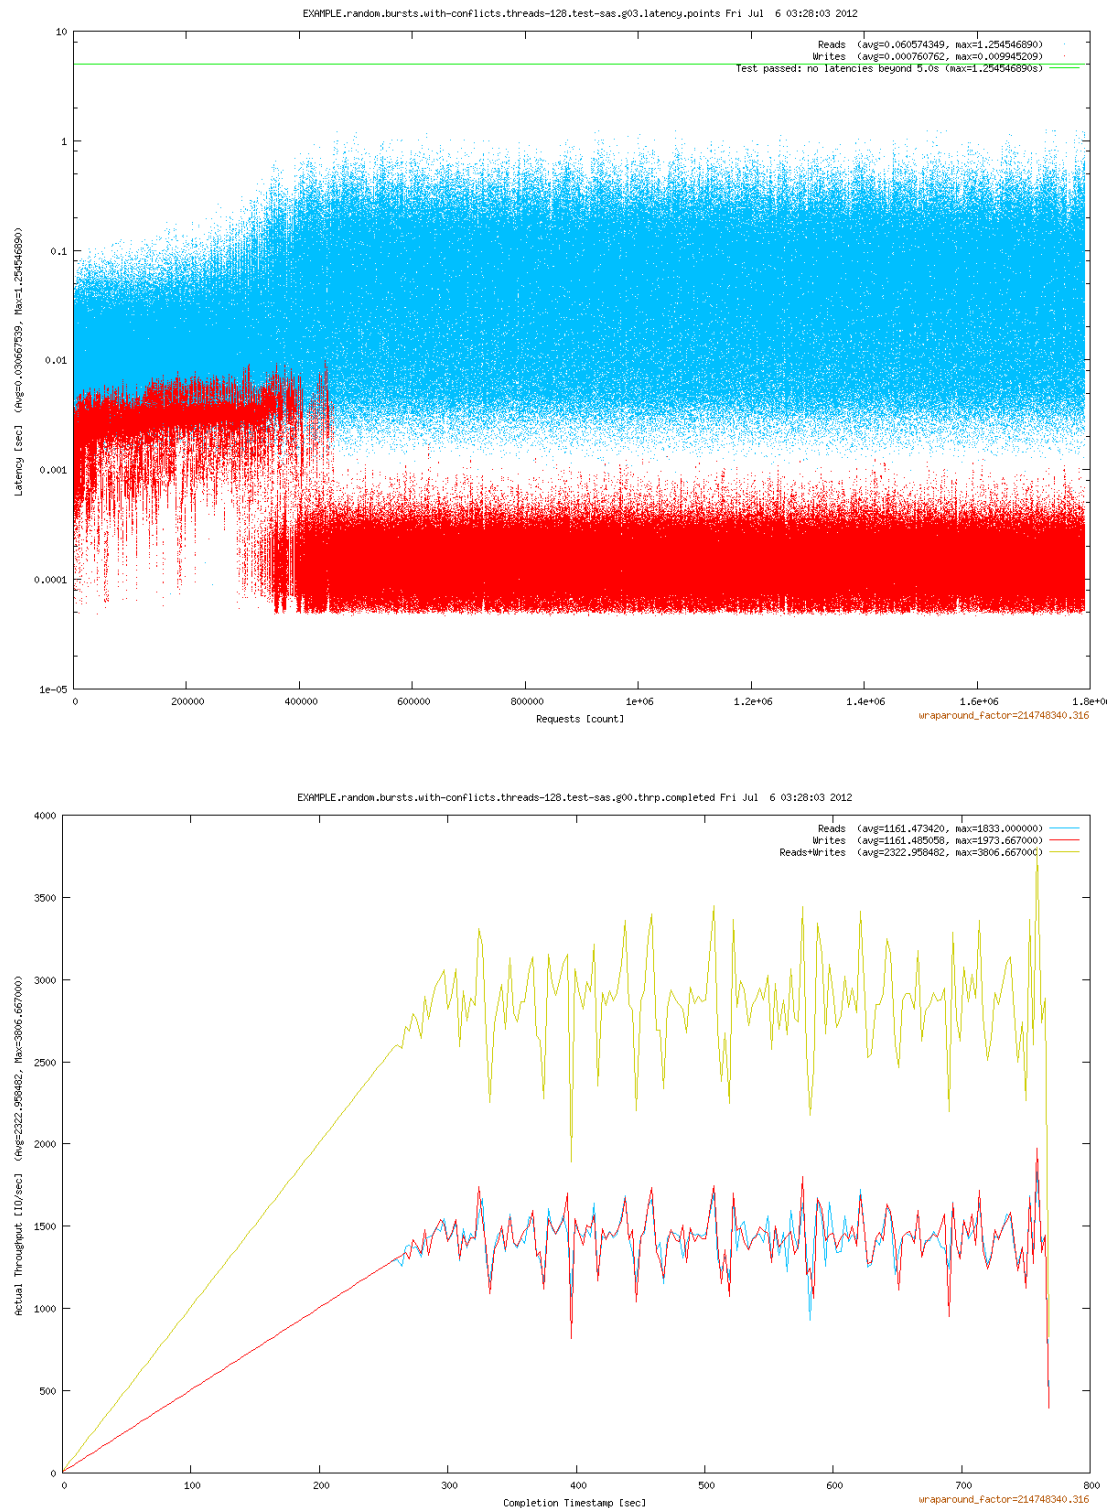 EXAMPLE.random.bursts.with-conflicts.threads-128.test-sas.g03.latency.points Fri Jul  6 03:28:03 2012
Reads  (avg=0.060574349, max=1.254546890)
Writes  (avg=0.000760762, max=0.009945209)
Test passed: no latencies beyond 5.0s (max=1.254546890s)
10
1
0.1
0.01
0.001
0.0001
1e-05
Latency [sec]  (Avg=0.030667539, Max=1.254546890)
0 200000 400000 600000 800000 1e+06 1.2e+06 1.4e+06 1.6e+06 1.8e+0
Requests [count]
wraparound_factor=214748340.316
EXAMPLE.random.bursts.with-conflicts.threads-128.test-sas.g00.thrp.completed Fri Jul  6 03:28:03 2012
Reads  (avg=1161.473420, max=1833.000000)
Writes  (avg=1161.485058, max=1973.667000)
Reads+Writes  (avg=2322.958482, max=3806.667000)
4000
3500
3000
2500
2000
1500
1000
500
0
Actual Throughput [IO/sec]  (Avg=2322.958482, Max=3806.667000)
0 100 200 300 400 500 600 700 800
Completion Timestamp [sec]
wraparound_factor=214748340.316